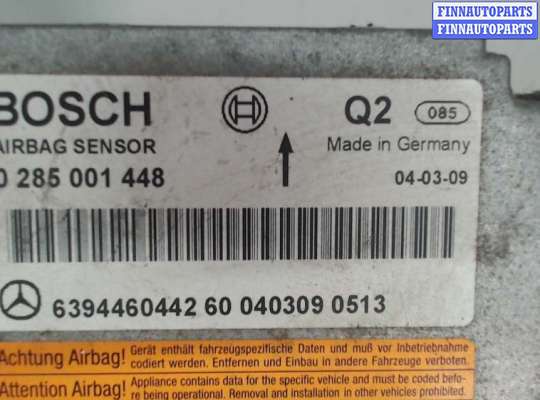 FINNAUTOPARTS
FINNAUTOPARTS
BOSCH
Q2 085
AIRBAG SENSOR
Made in Germany
0 285 001 448
04-03-09
6394460442 60 040309 0513
Achtung Airbag! Gerät enthält fahrzeugspezifische Daten und muß vor Inbetriebnahme
codiert werden. Entfernen und Einbau in andere Fahrzeuge verboten.
Attention Airbag! Appliance contains data for the specific vehicle and must be coded befo-
re being operational. Removal and installation in other vehicles prohibited.